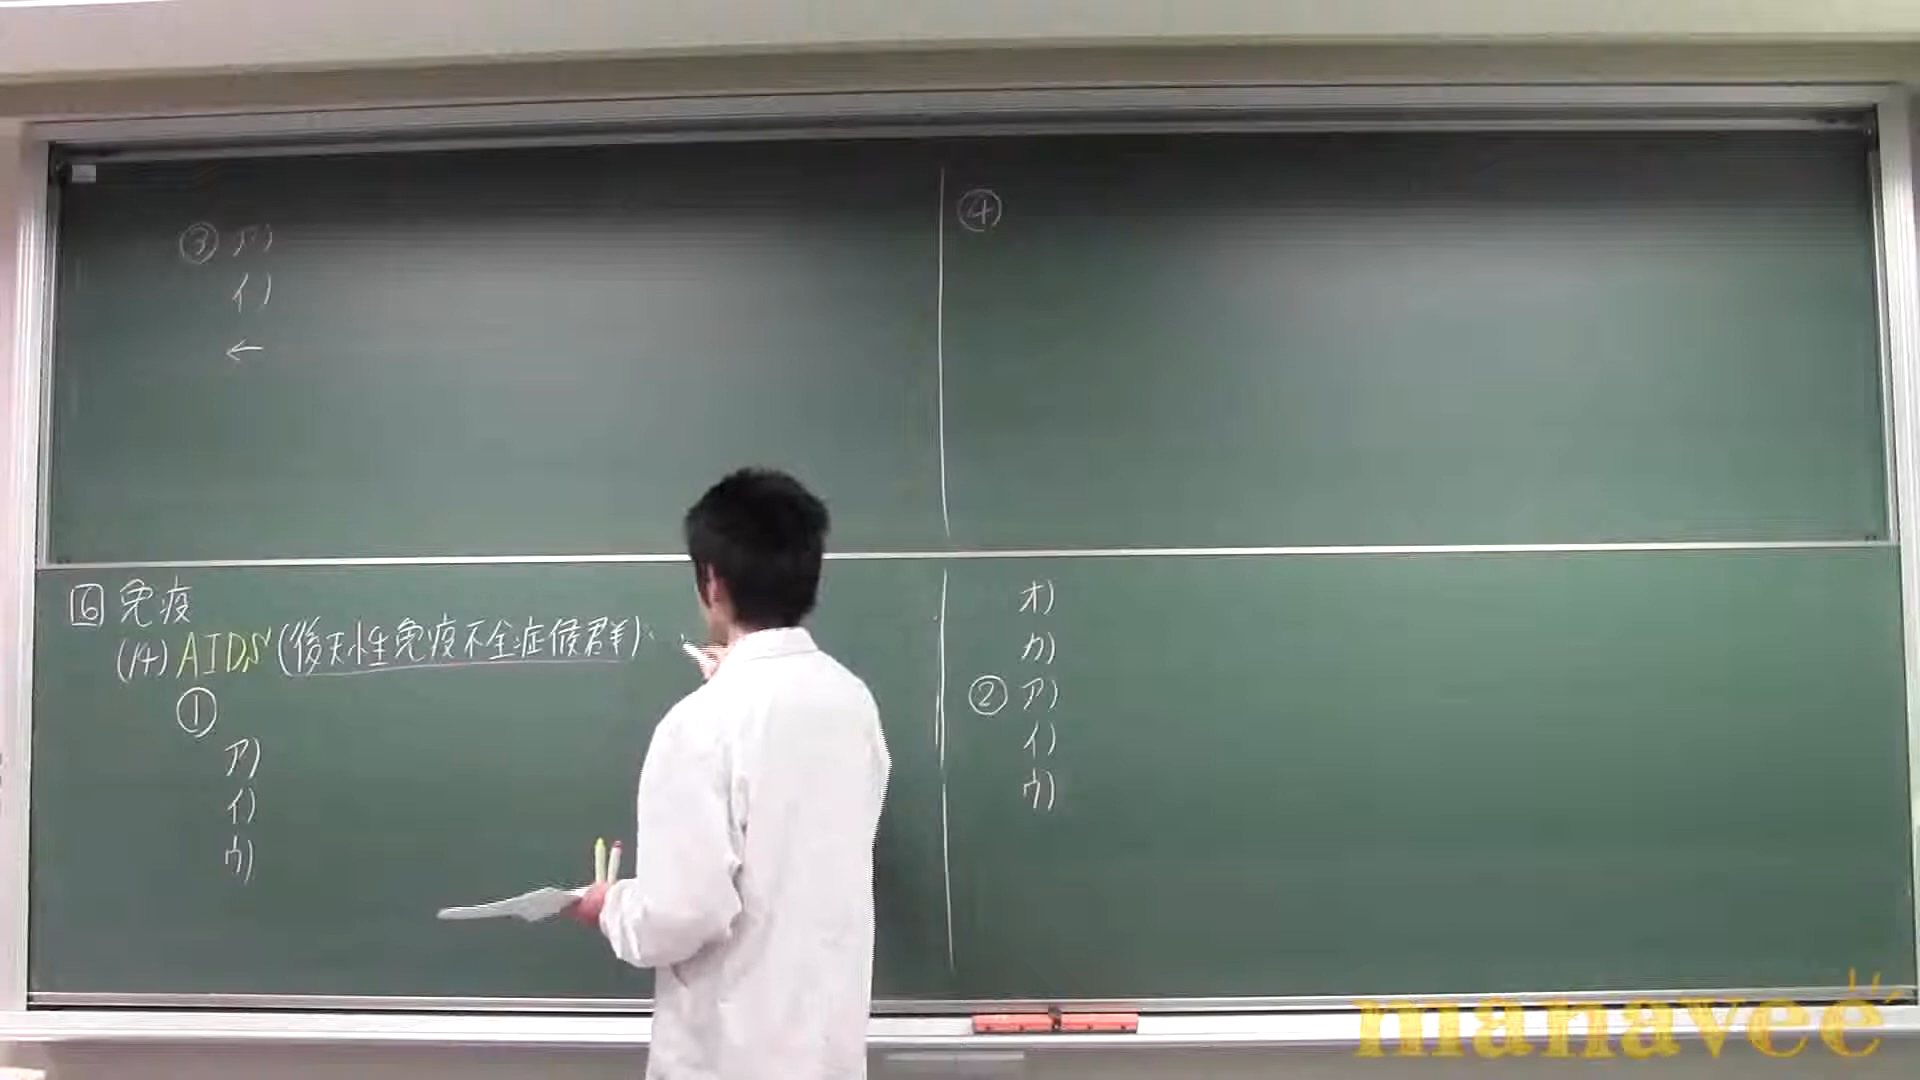 6 免疫
(14) AIDS (後天性免疫不全症候群)…
①
ア)
イ)
ウ)
オ)
カ)
② ア)
イ)
ウ)
③ ア)
イ)
←
④
manavee